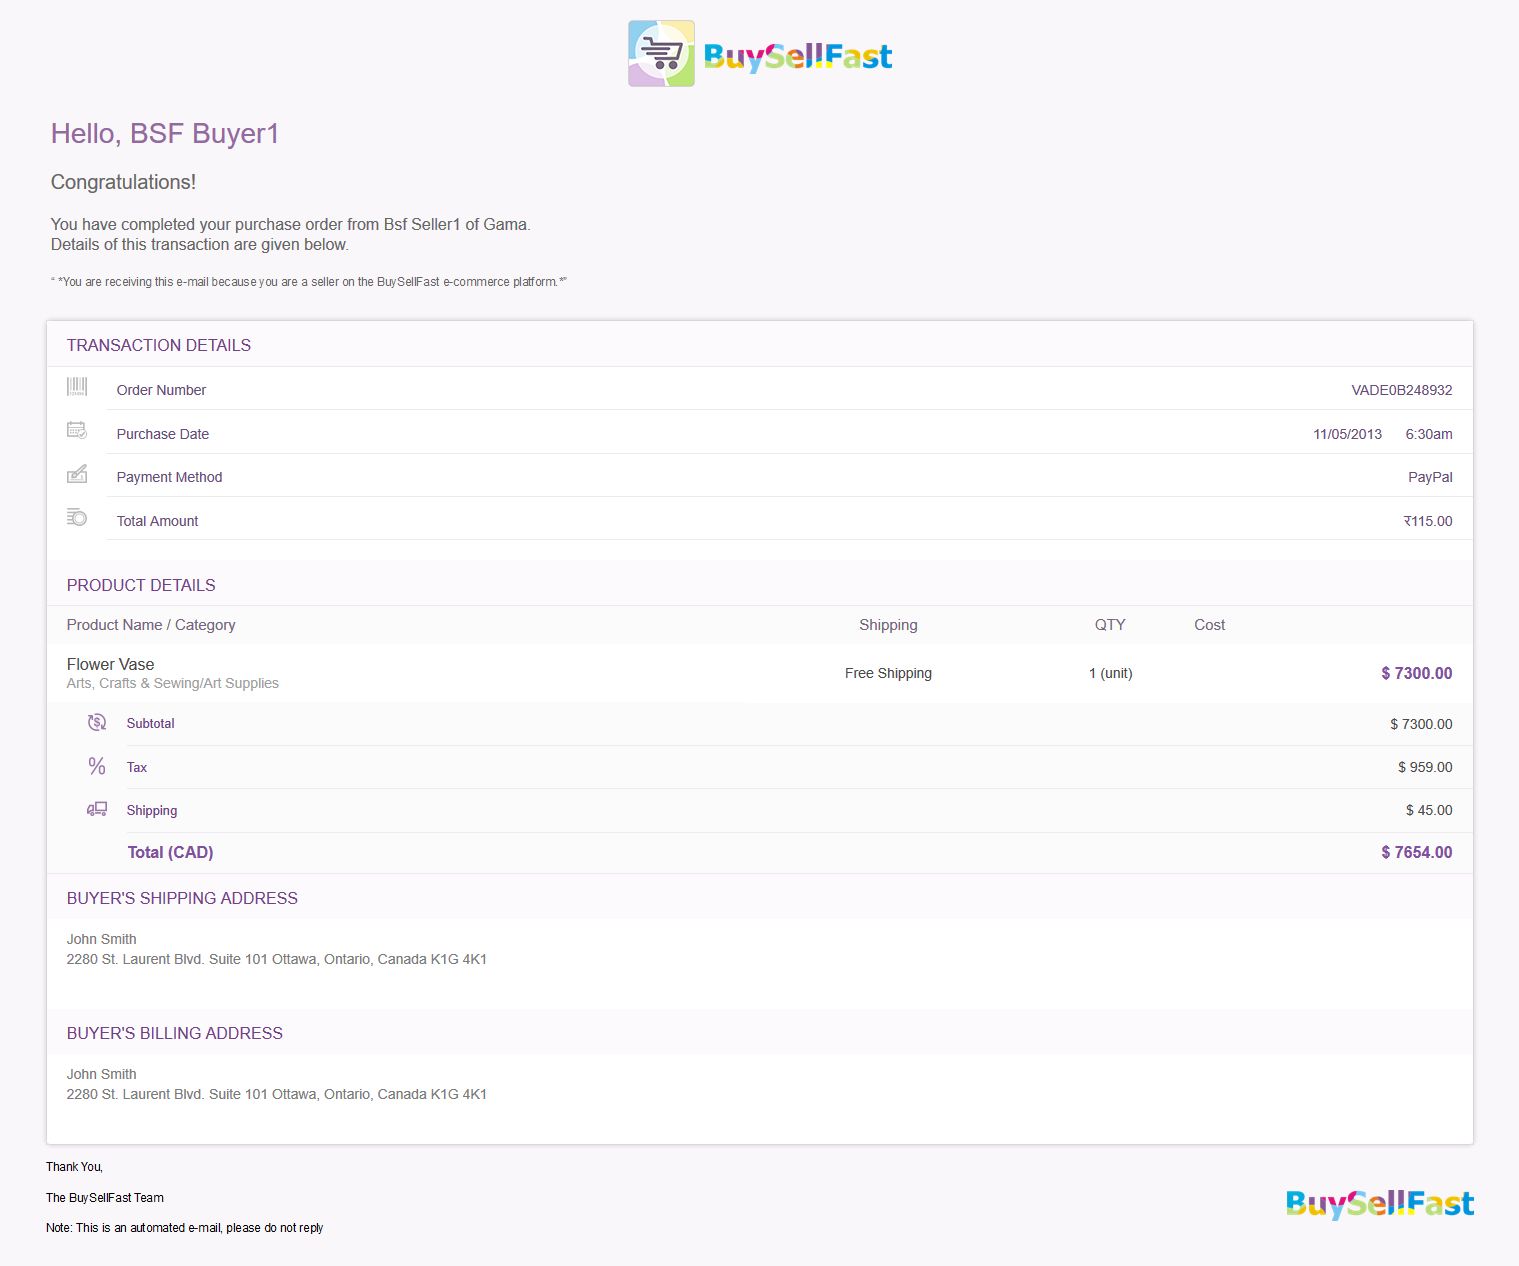 BuySellFast
Hello, BSF Buyer1
Congratulations!
You have completed your purchase order from Bsf Seller1 of Gama.
Details of this transaction are given below.
“ *You are receiving this e-mail because you are a seller on the BuySellFast e-commerce platform.*”
TRANSACTION DETAILS
Order Number VADE0B248932
Purchase Date 11/05/2013 6:30am
Payment Method PayPal
Total Amount ₹115.00
PRODUCT DETAILS
Product Name / Category Shipping QTY Cost
Flower Vase
Arts, Crafts & Sewing/Art Supplies Free Shipping 1 (unit) $ 7300.00
Subtotal $ 7300.00
Tax $ 959.00
Shipping $ 45.00
Total (CAD) $ 7654.00
BUYER'S SHIPPING ADDRESS
John Smith
2280 St. Laurent Blvd. Suite 101 Ottawa, Ontario, Canada K1G 4K1
BUYER'S BILLING ADDRESS
John Smith
2280 St. Laurent Blvd. Suite 101 Ottawa, Ontario, Canada K1G 4K1
Thank You,
The BuySellFast Team
BuySellFast
Note: This is an automated e-mail, please do not reply